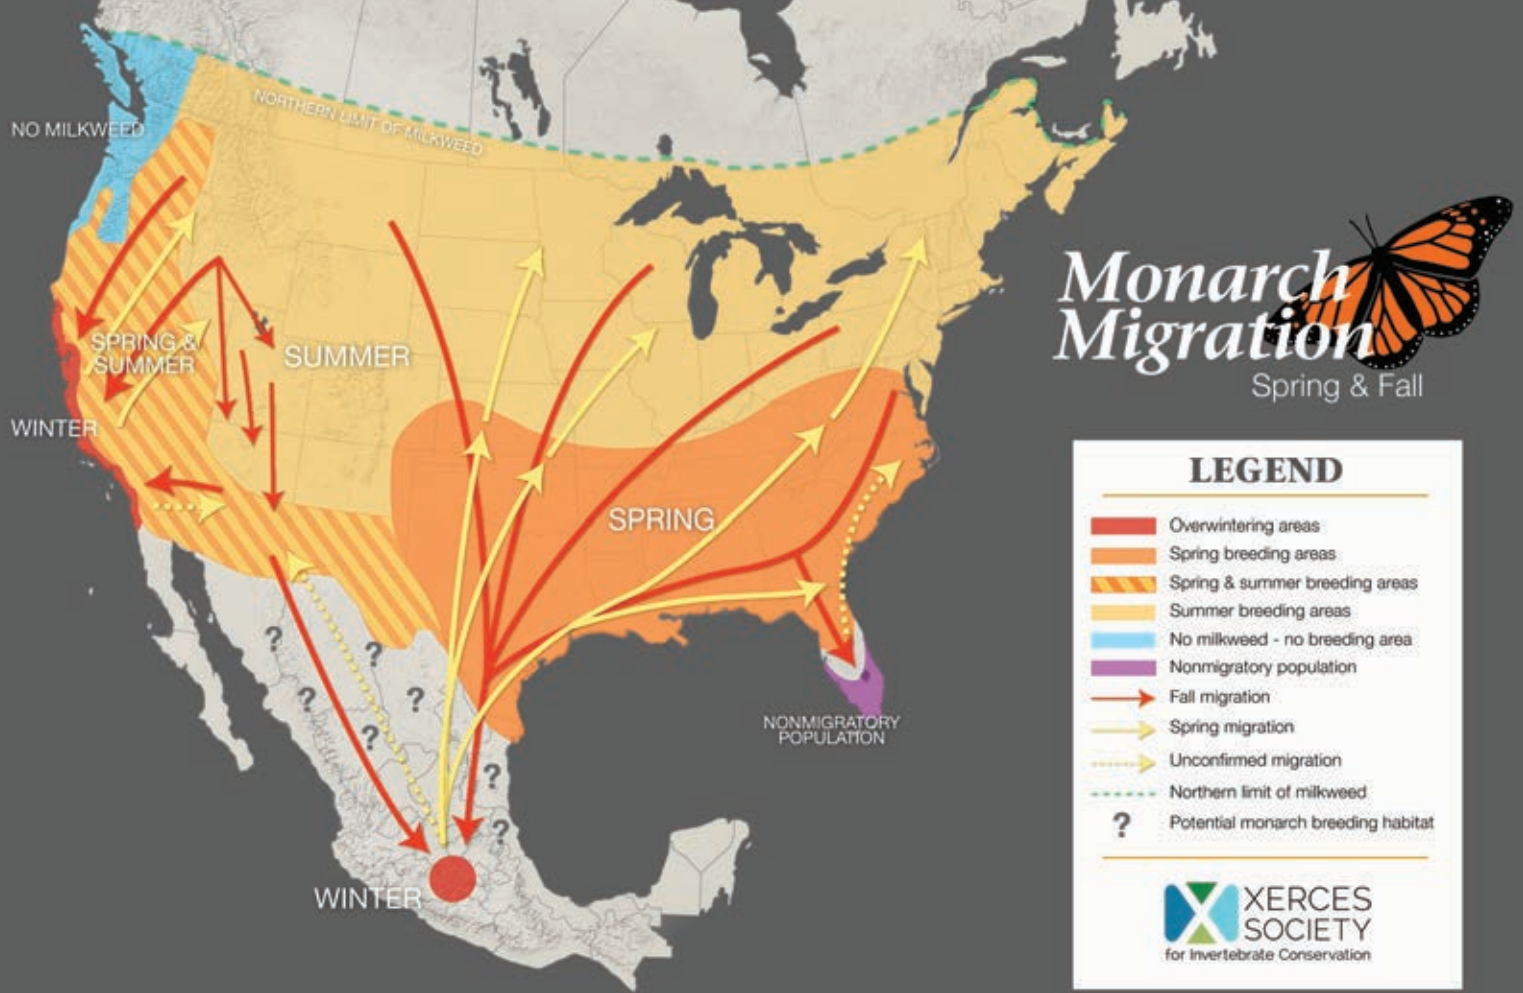 NORTHERN LIMIT OF MILKWEED
NO MILKWEED
SPRING &
SUMMER
SUMMER
WINTER
SPRING
NONMIGRATORY
POPULATION
WINTER
?
?
?
?
?
?
?
Monarch
Migration
Spring & Fall
LEGEND
Overwintering areas
Spring breeding areas
Spring & summer breeding areas
Summer breeding areas
No milkweed - no breeding area
Nonmigratory population
Fall migration
Spring migration
Unconfirmed migration
Northern limit of milkweed
? Potential monarch breeding habitat
XERCES
SOCIETY
for Invertebrate Conservation